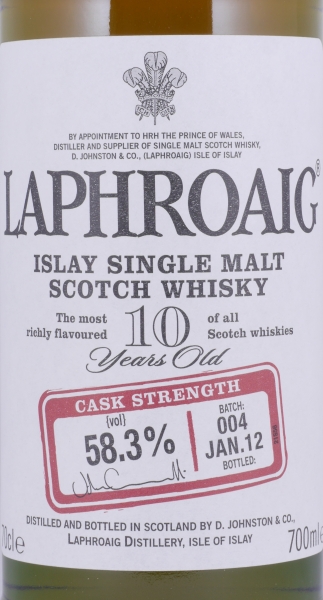 BY APPOINTMENT TO HRH THE PRINCE OF WALES,
DISTILLER AND SUPPLIER OF SINGLE MALT SCOTCH WHISKY,
D. JOHNSTON & CO., (LAPHROAIG) ISLE OF ISLAY
LAPHROAIG®
ISLAY SINGLE MALT
SCOTCH WHISKY
The most richly flavoured
10
Years Old
of all Scotch whiskies
CASK STRENGTH
(vol)
58.3%
BATCH:
004
JAN.12
BOTTLED:
DISTILLED AND BOTTLED IN SCOTLAND BY D. JOHNSTON & CO.,
LAPHROAIG DISTILLERY, ISLE OF ISLAY
70cl e
700ml e